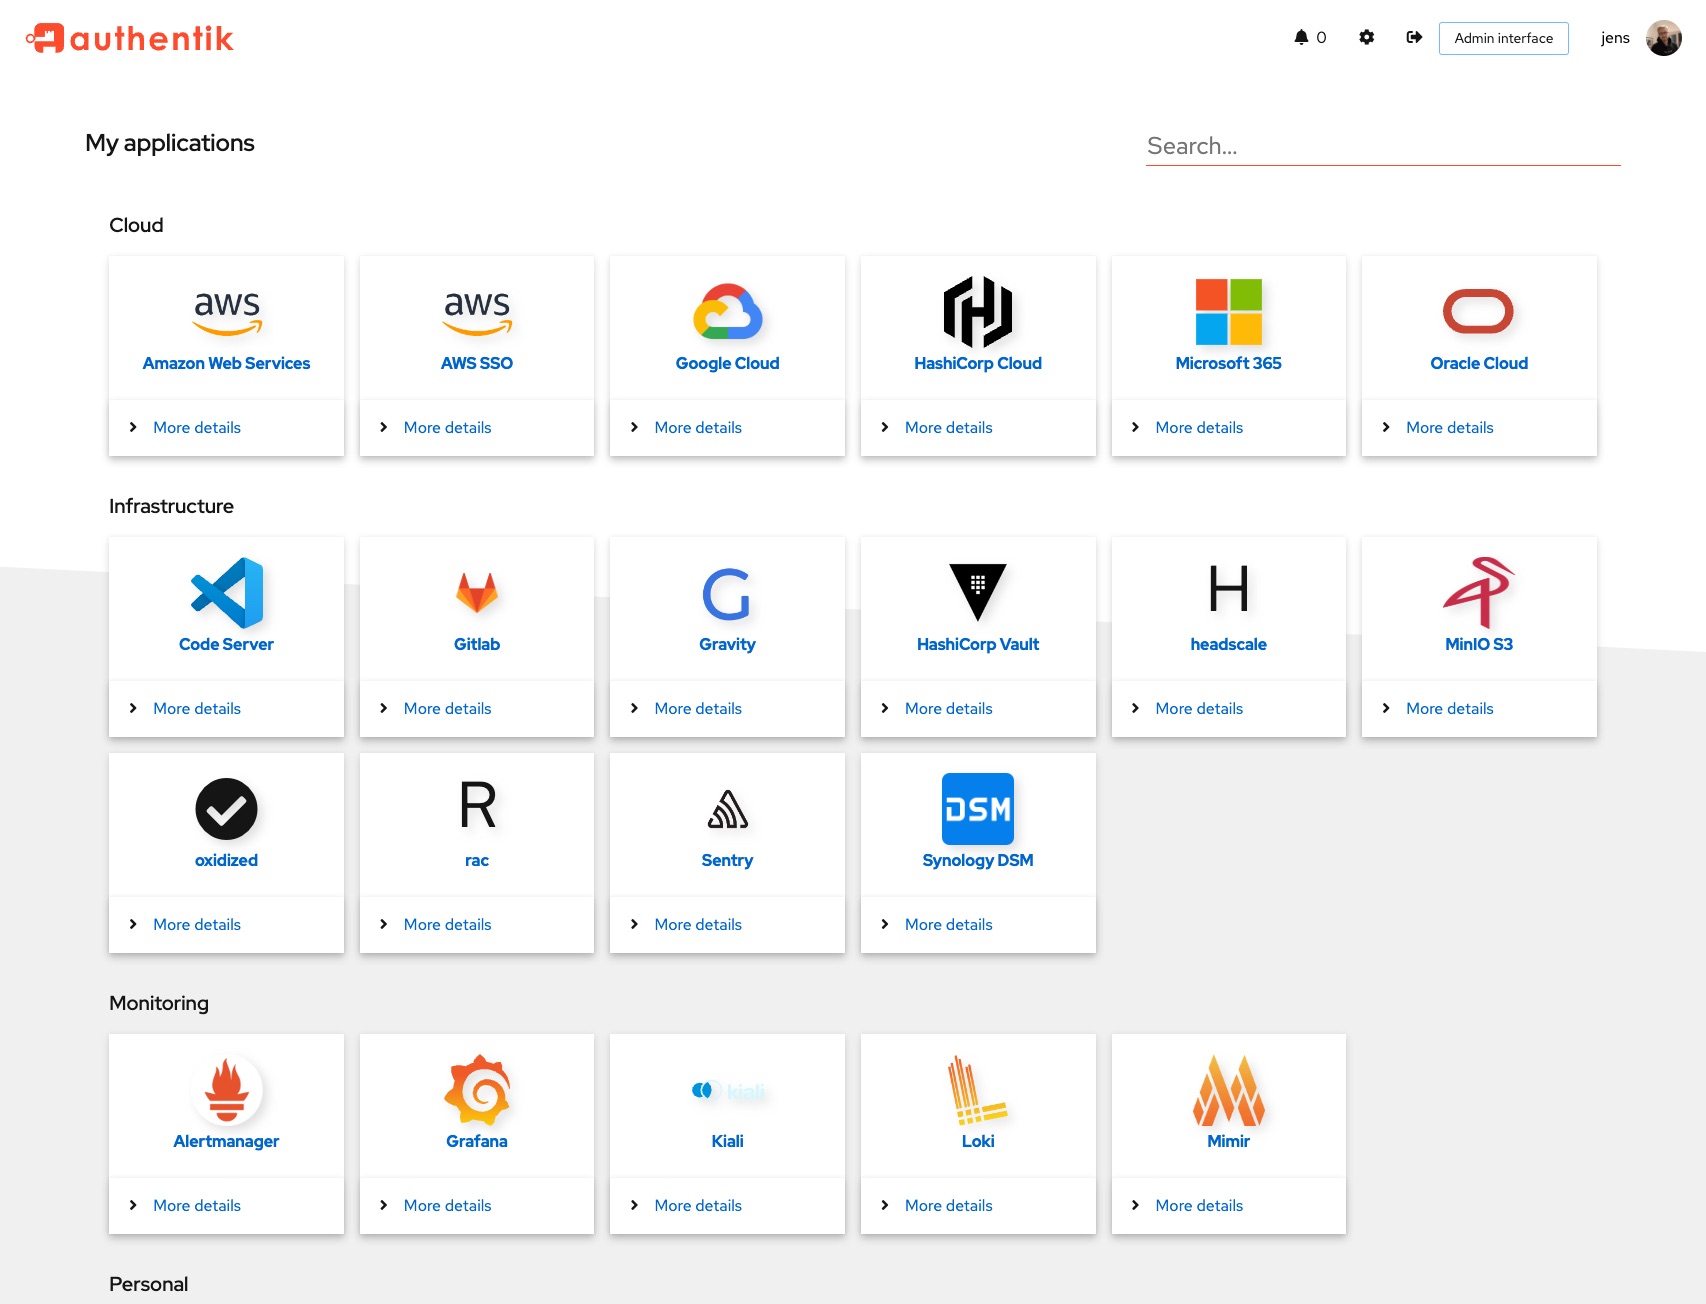 authentik
0
Admin interface
jens
My applications
Search...
Cloud
aws
aws
Amazon Web Services
AWS SSO
Google Cloud
HashiCorp Cloud
Microsoft 365
Oracle Cloud
More details
More details
More details
More details
More details
More details
Infrastructure
G
H
Code Server
Gitlab
Gravity
HashiCorp Vault
headscale
MinIO S3
More details
More details
More details
More details
More details
More details
R
DSM
oxidized
rac
Sentry
Synology DSM
More details
More details
More details
More details
Monitoring
kiali
Alertmanager
Grafana
Kiali
Loki
Mimir
More details
More details
More details
More details
More details
Personal